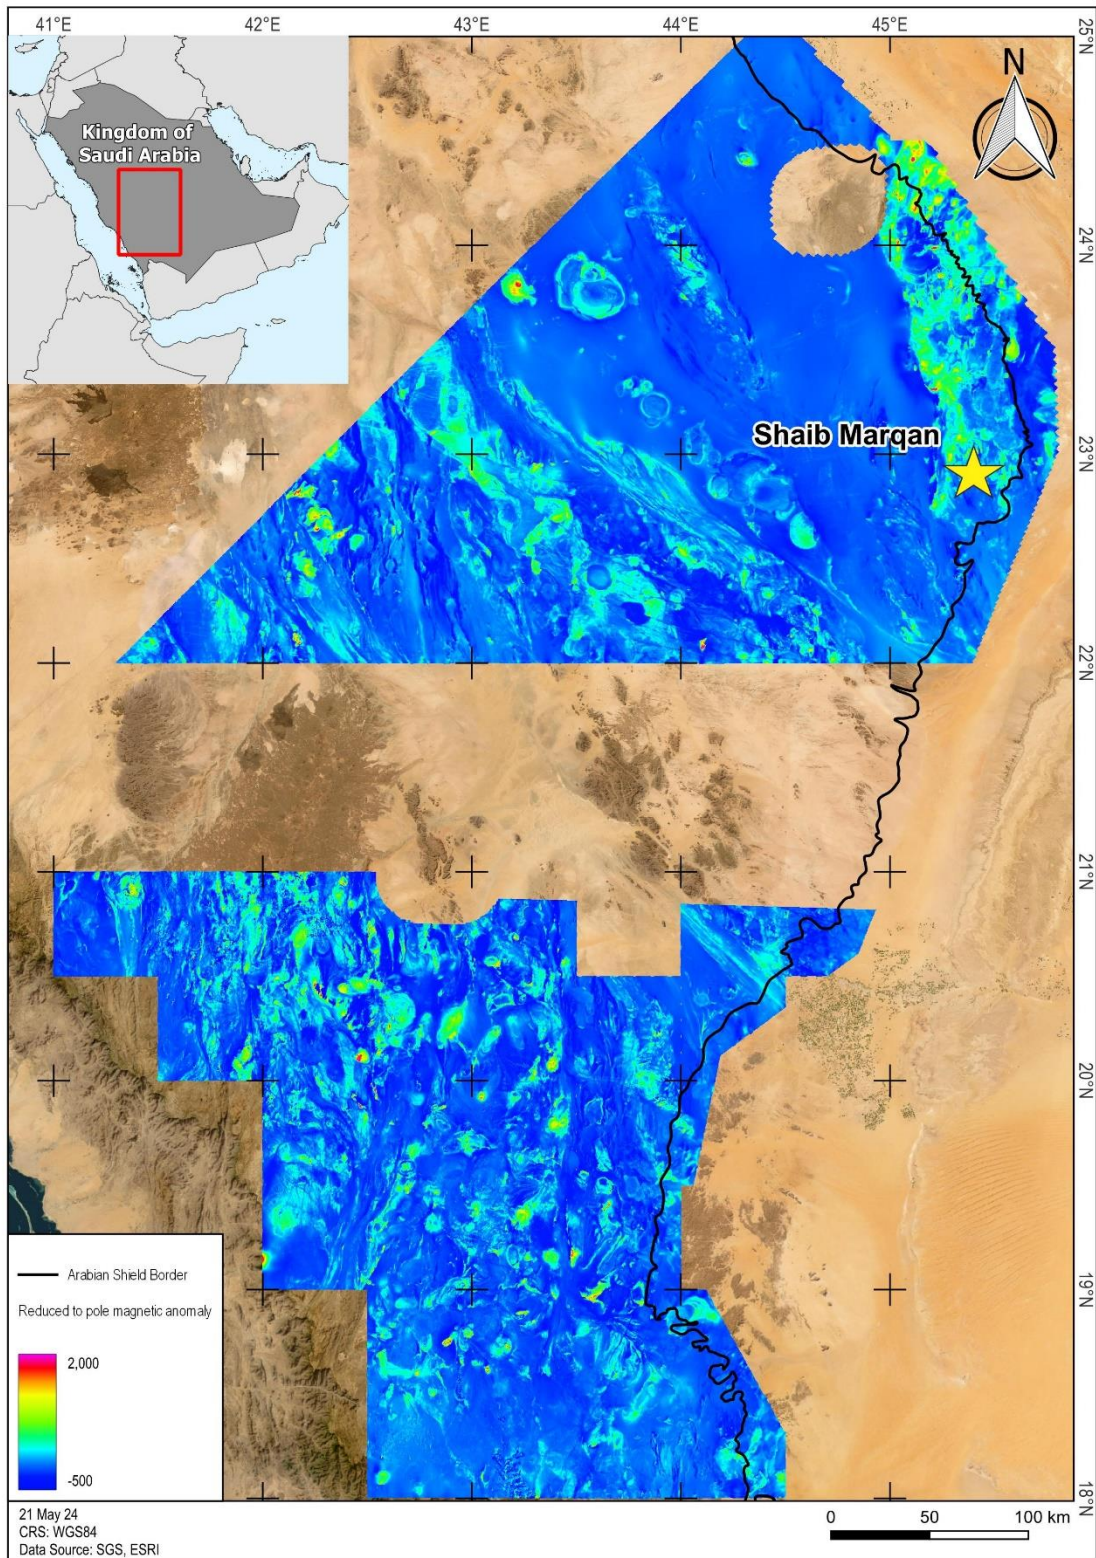 41°E
42°E
43°E
44°E
45°E
25°N
N
Kingdom of
Saudi Arabia
24°N
Shaib Marqan
23°N
22°N
21°N
20°N
19°N
18°N
Arabian Shield Border
Reduced to pole magnetic anomaly
2,000
-500
21 May 24
CRS: WGS84
Data Source: SGS, ESRI
0 50 100 km